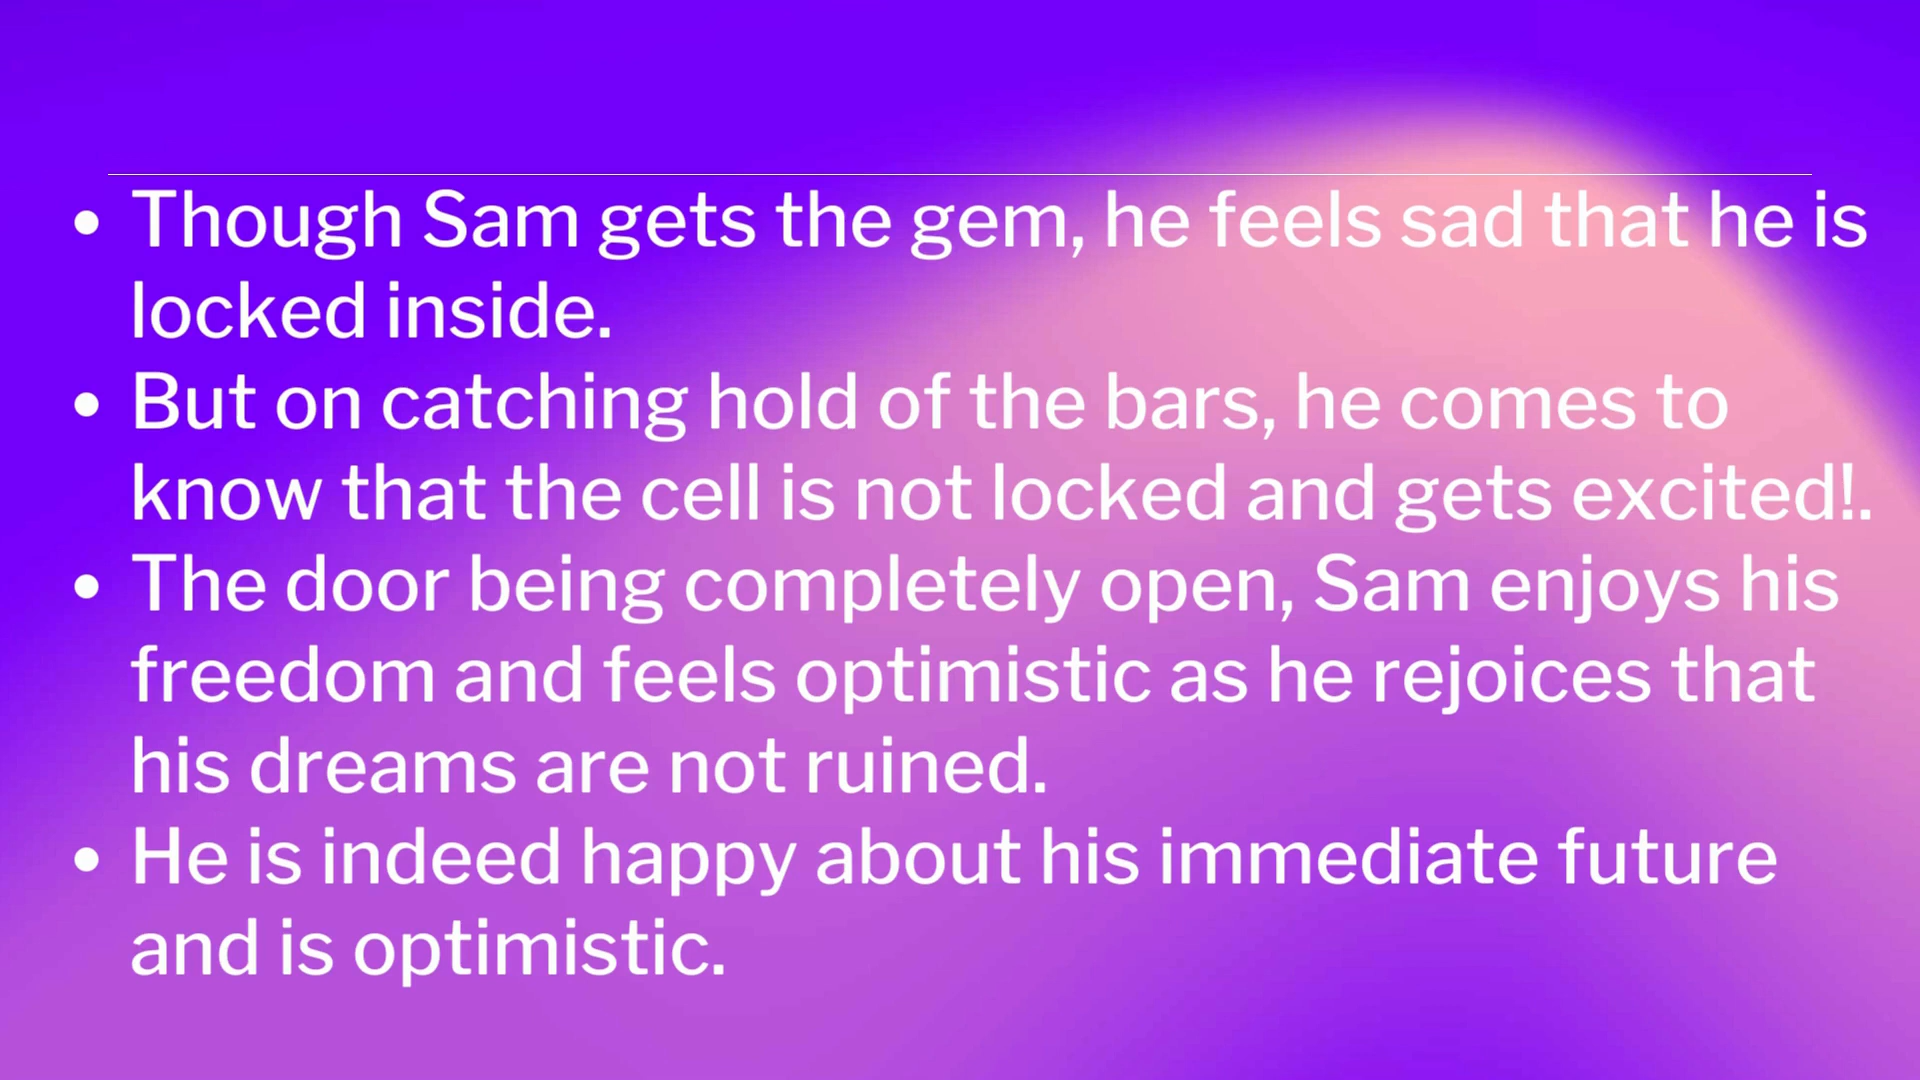 • Though Sam gets the gem, he feels sad that he is
locked inside.
• But on catching hold of the bars, he comes to
know that the cell is not locked and gets excited!.
• The door being completely open, Sam enjoys his
freedom and feels optimistic as he rejoices that
his dreams are not ruined.
• He is indeed happy about his immediate future
and is optimistic.